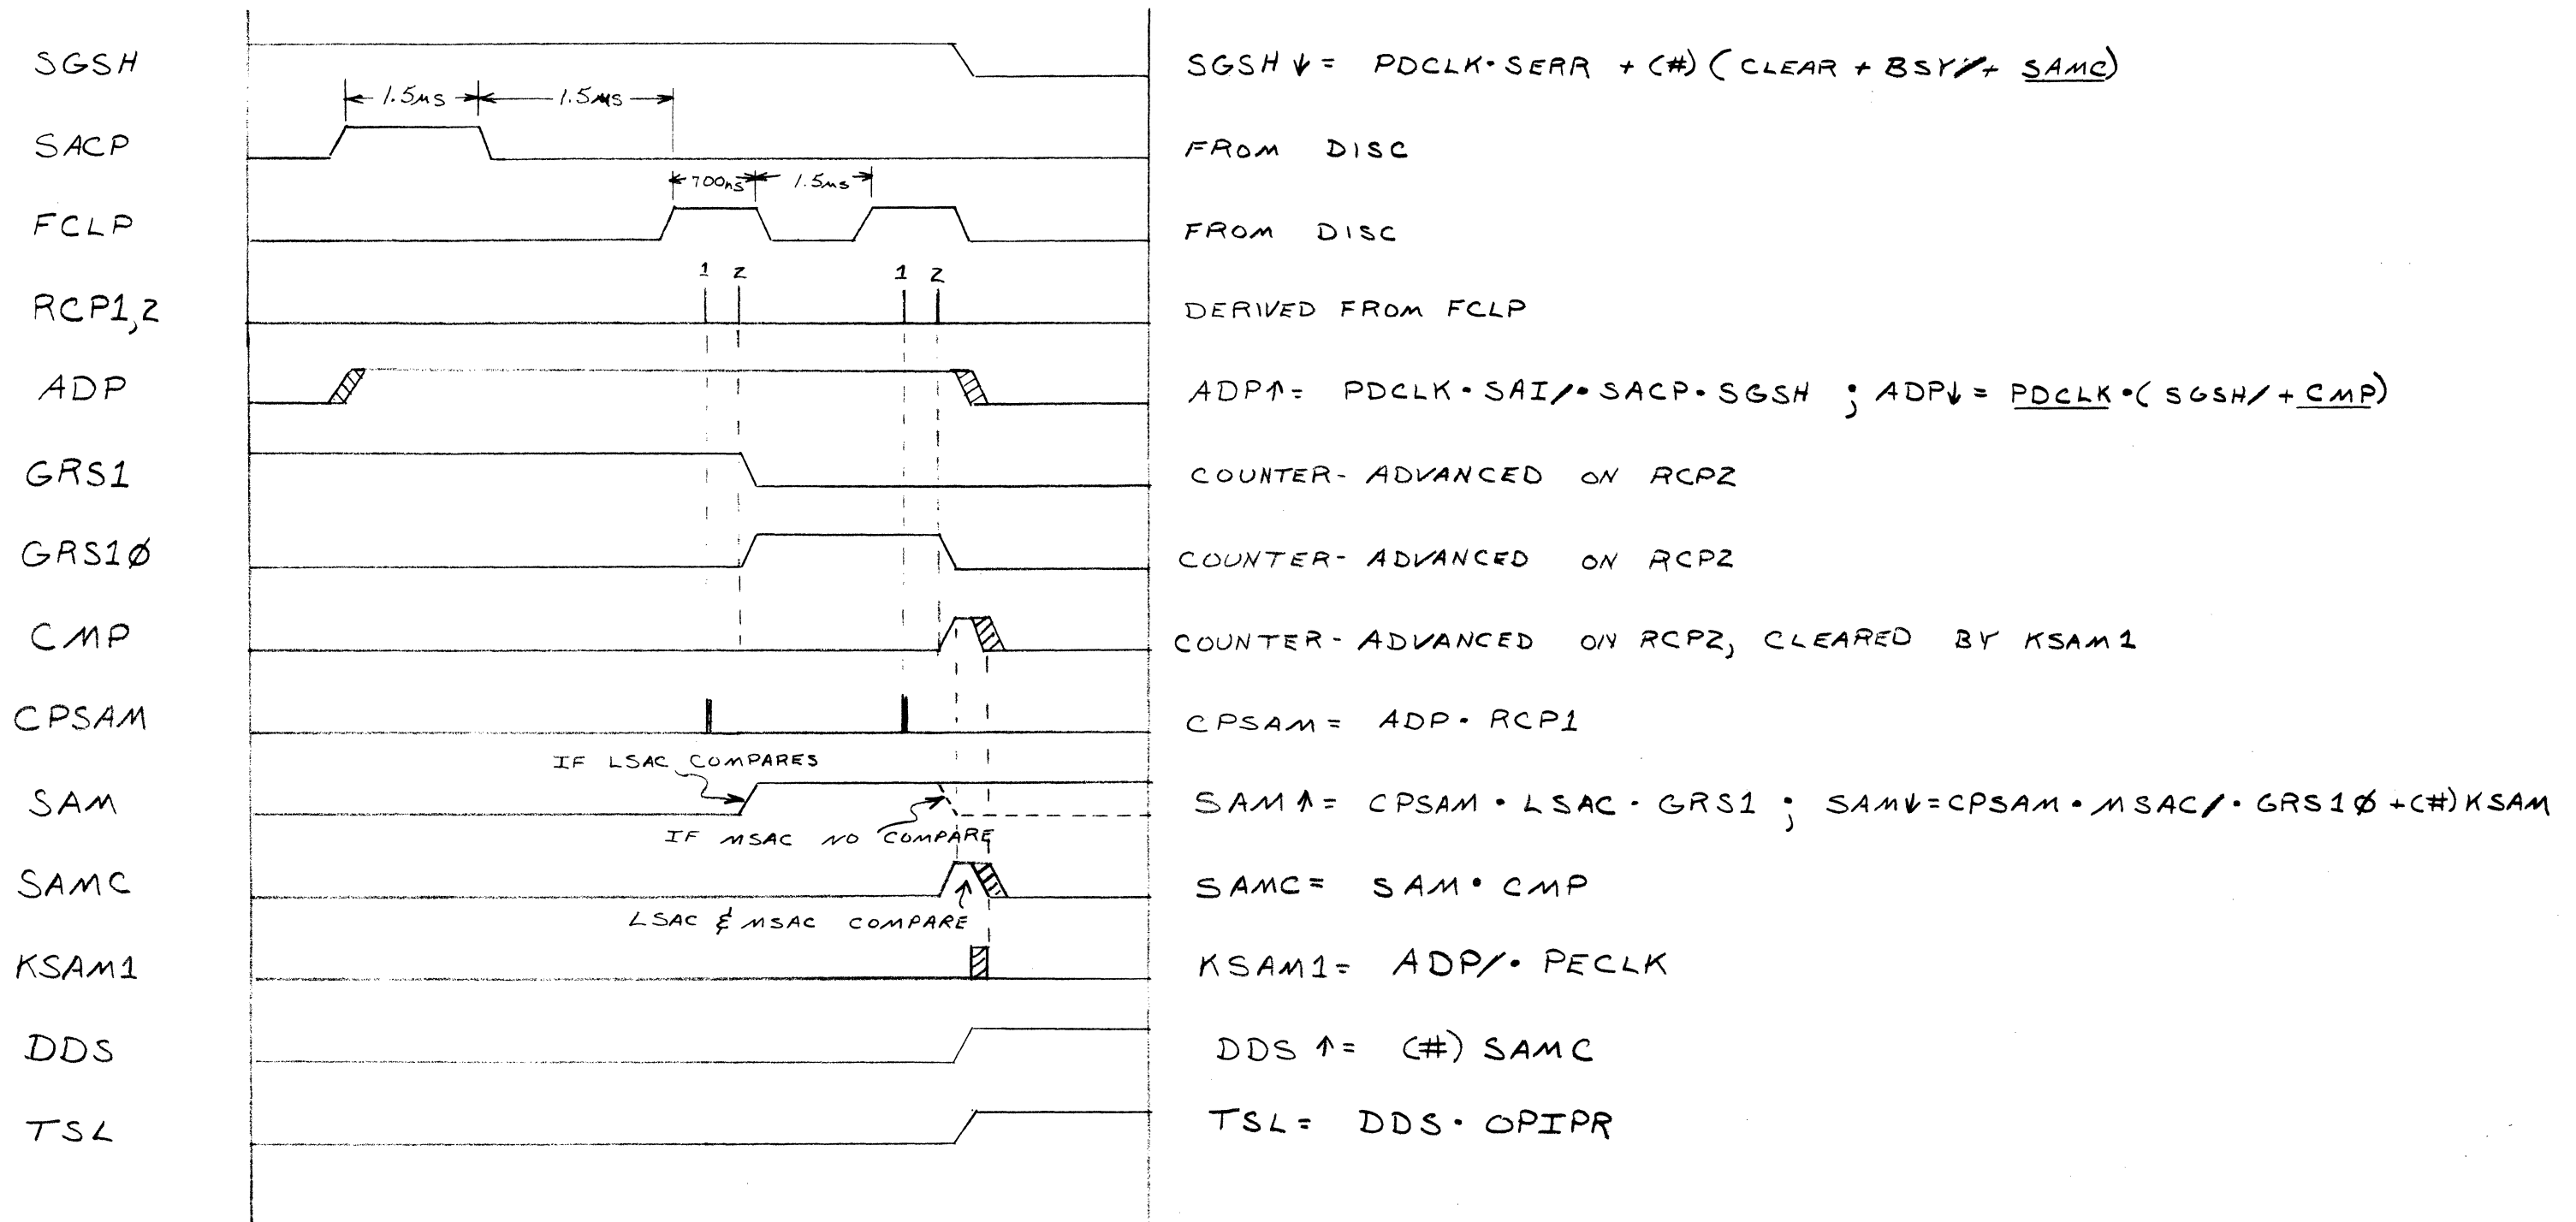 SGSH SGSH ↓ = PDCLK·SERR + (#) (CLEAR + BSY/ + SAMC)
1.5μs 1.5μs
SACP FROM DISC
700ns 1.5μs
FCLP FROM DISC
1 2 1 2
RCP1,2 DERIVED FROM FCLP
ADP ADP↑ = PDCLK·SAI/·SACP·SGSH ; ADP↓ = PDCLK·(SGSH/ + CMP)
GRS1 COUNTER-ADVANCED ON RCP2
GRS1Ø COUNTER-ADVANCED ON RCP2
CMP COUNTER-ADVANCED ON RCP2, CLEARED BY KSAM1
CPSAM CPSAM = ADP·RCP1
IF LSAC COMPARES
SAM SAM↑ = CPSAM·LSAC·GRS1 ; SAM↓ = CPSAM·MSAC/·GRS1Ø + (#) KSAM
IF MSAC NO COMPARE
SAMC SAMC = SAM·CMP
LSAC & MSAC COMPARE
KSAM1 KSAM1 = ADP/·PECLK
DDS DDS ↑ = (#) SAMC
TSL TSL = DDS·OPIPR